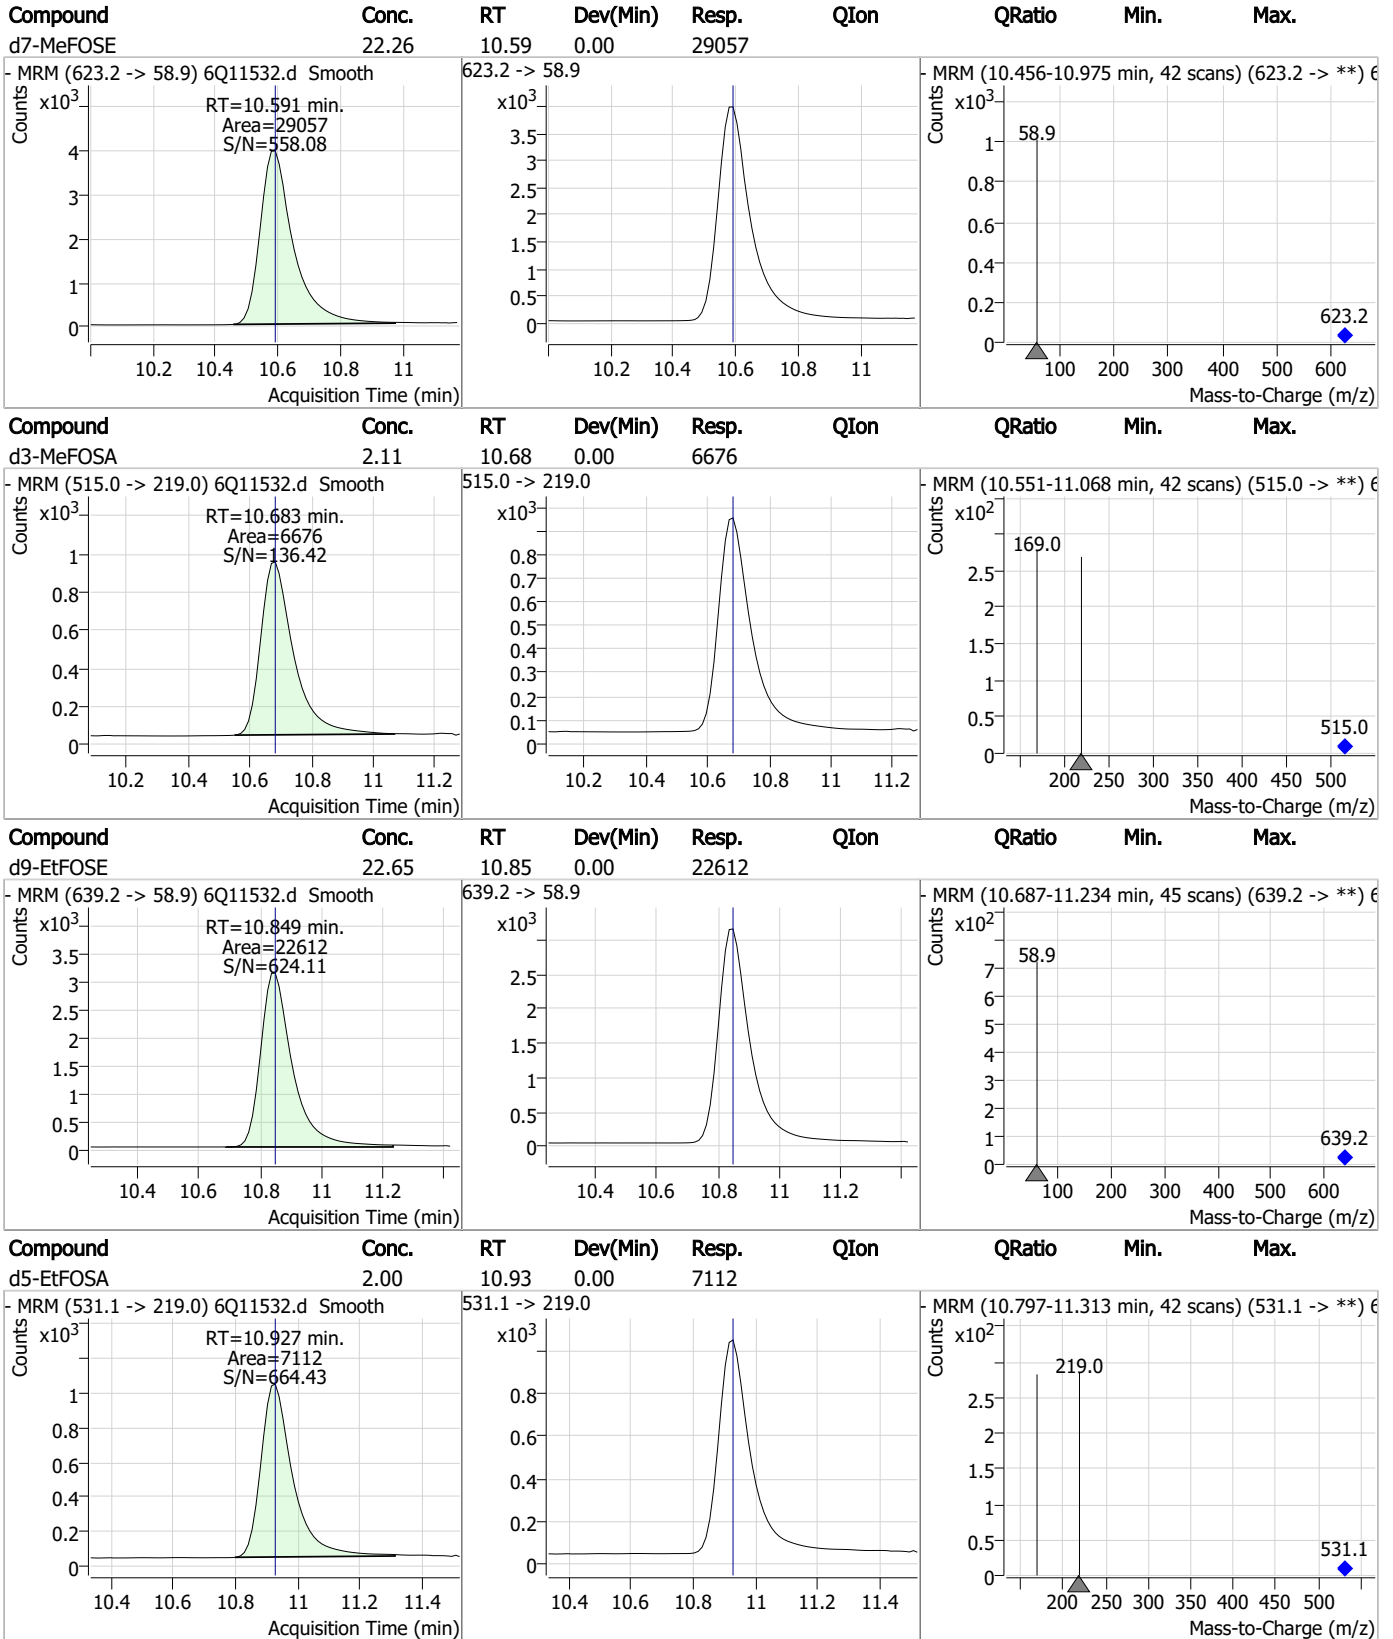 Compound Conc. RT Dev(Min) Resp. QIon QRatio Min. Max.
d7-MeFOSE 22.26 10.59 0.00 29057
- MRM (623.2 -> 58.9) 6Q11532.d Smooth
Counts
x10³
RT=10.591 min.
Area=29057
S/N=558.08
4
3
2
1
0
10.2 10.4 10.6 10.8 11
Acquisition Time (min)
623.2 -> 58.9
x10³
3.5
3
2.5
2
1.5
1
0.5
0
10.2 10.4 10.6 10.8 11
- MRM (10.456-10.975 min, 42 scans) (623.2 -> **) 6
Counts
x10³
58.9
1
0.8
0.6
0.4
0.2
0
623.2
100 200 300 400 500 600
Mass-to-Charge (m/z)
Compound Conc. RT Dev(Min) Resp. QIon QRatio Min. Max.
d3-MeFOSA 2.11 10.68 0.00 6676
- MRM (515.0 -> 219.0) 6Q11532.d Smooth
Counts
x10³
RT=10.683 min.
Area=6676
S/N=136.42
1
0.8
0.6
0.4
0.2
0
10.2 10.4 10.6 10.8 11 11.2
Acquisition Time (min)
515.0 -> 219.0
x10³
0.8
0.7
0.6
0.5
0.4
0.3
0.2
0.1
0
10.2 10.4 10.6 10.8 11 11.2
- MRM (10.551-11.068 min, 42 scans) (515.0 -> **) 6
Counts
x10²
169.0
2.5
2
1.5
1
0.5
0
515.0
200 250 300 350 400 450 500
Mass-to-Charge (m/z)
Compound Conc. RT Dev(Min) Resp. QIon QRatio Min. Max.
d9-EtFOSE 22.65 10.85 0.00 22612
- MRM (639.2 -> 58.9) 6Q11532.d Smooth
Counts
x10³
RT=10.849 min.
Area=22612
S/N=624.11
3.5
3
2.5
2
1.5
1
0.5
0
10.4 10.6 10.8 11 11.2
Acquisition Time (min)
639.2 -> 58.9
x10³
2.5
2
1.5
1
0.5
0
10.4 10.6 10.8 11 11.2
- MRM (10.687-11.234 min, 45 scans) (639.2 -> **) 6
Counts
x10²
58.9
7
6
5
4
3
2
1
0
639.2
100 200 300 400 500 600
Mass-to-Charge (m/z)
Compound Conc. RT Dev(Min) Resp. QIon QRatio Min. Max.
d5-EtFOSA 2.00 10.93 0.00 7112
- MRM (531.1 -> 219.0) 6Q11532.d Smooth
Counts
x10³
RT=10.927 min.
Area=7112
S/N=664.43
1
0.8
0.6
0.4
0.2
0
10.4 10.6 10.8 11 11.2 11.4
Acquisition Time (min)
531.1 -> 219.0
x10³
0.8
0.6
0.4
0.2
0
10.4 10.6 10.8 11 11.2 11.4
- MRM (10.797-11.313 min, 42 scans) (531.1 -> **) 6
Counts
x10²
219.0
2.5
2
1.5
1
0.5
0
531.1
200 250 300 350 400 450 500
Mass-to-Charge (m/z)